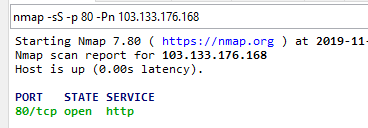 nmap -sS -p 80 -Pn 103.133.176.168
Starting Nmap 7.80 ( https://nmap.org ) at 2019-11-
Nmap scan report for 103.133.176.168
Host is up (0.00s latency).
PORT STATE SERVICE
80/tcp open http